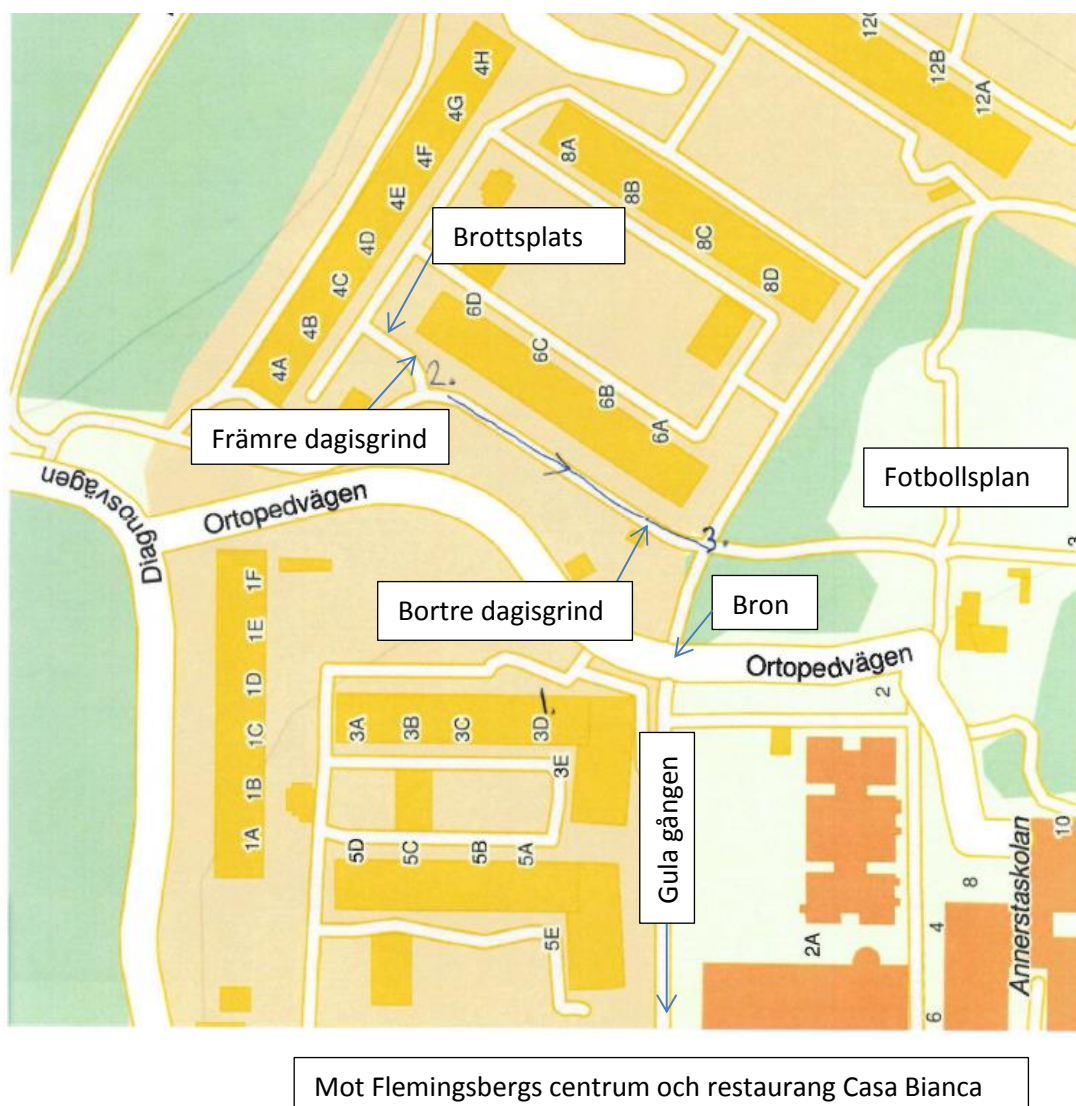 4H
4G
4F
4E
4D
4C
4B
4A
12B
12A
8A
8B
8C
8D
6D
6C
6B
6A
Brottsplats
2.
Främre dagisgrind
Fotbollsplan
Diagnosvägen
Ortopedvägen
3.
Bortre dagisgrind
Bron
Ortopedvägen
1F
1E
1D
1C
1B
1A
3A
3B
3C
3D
1.
3E
2
5D
5C
5B
5A
5E
Gula gången
2A
8
4
6
10
Annerstaskolan
Mot Flemingsbergs centrum och restaurang Casa Bianca